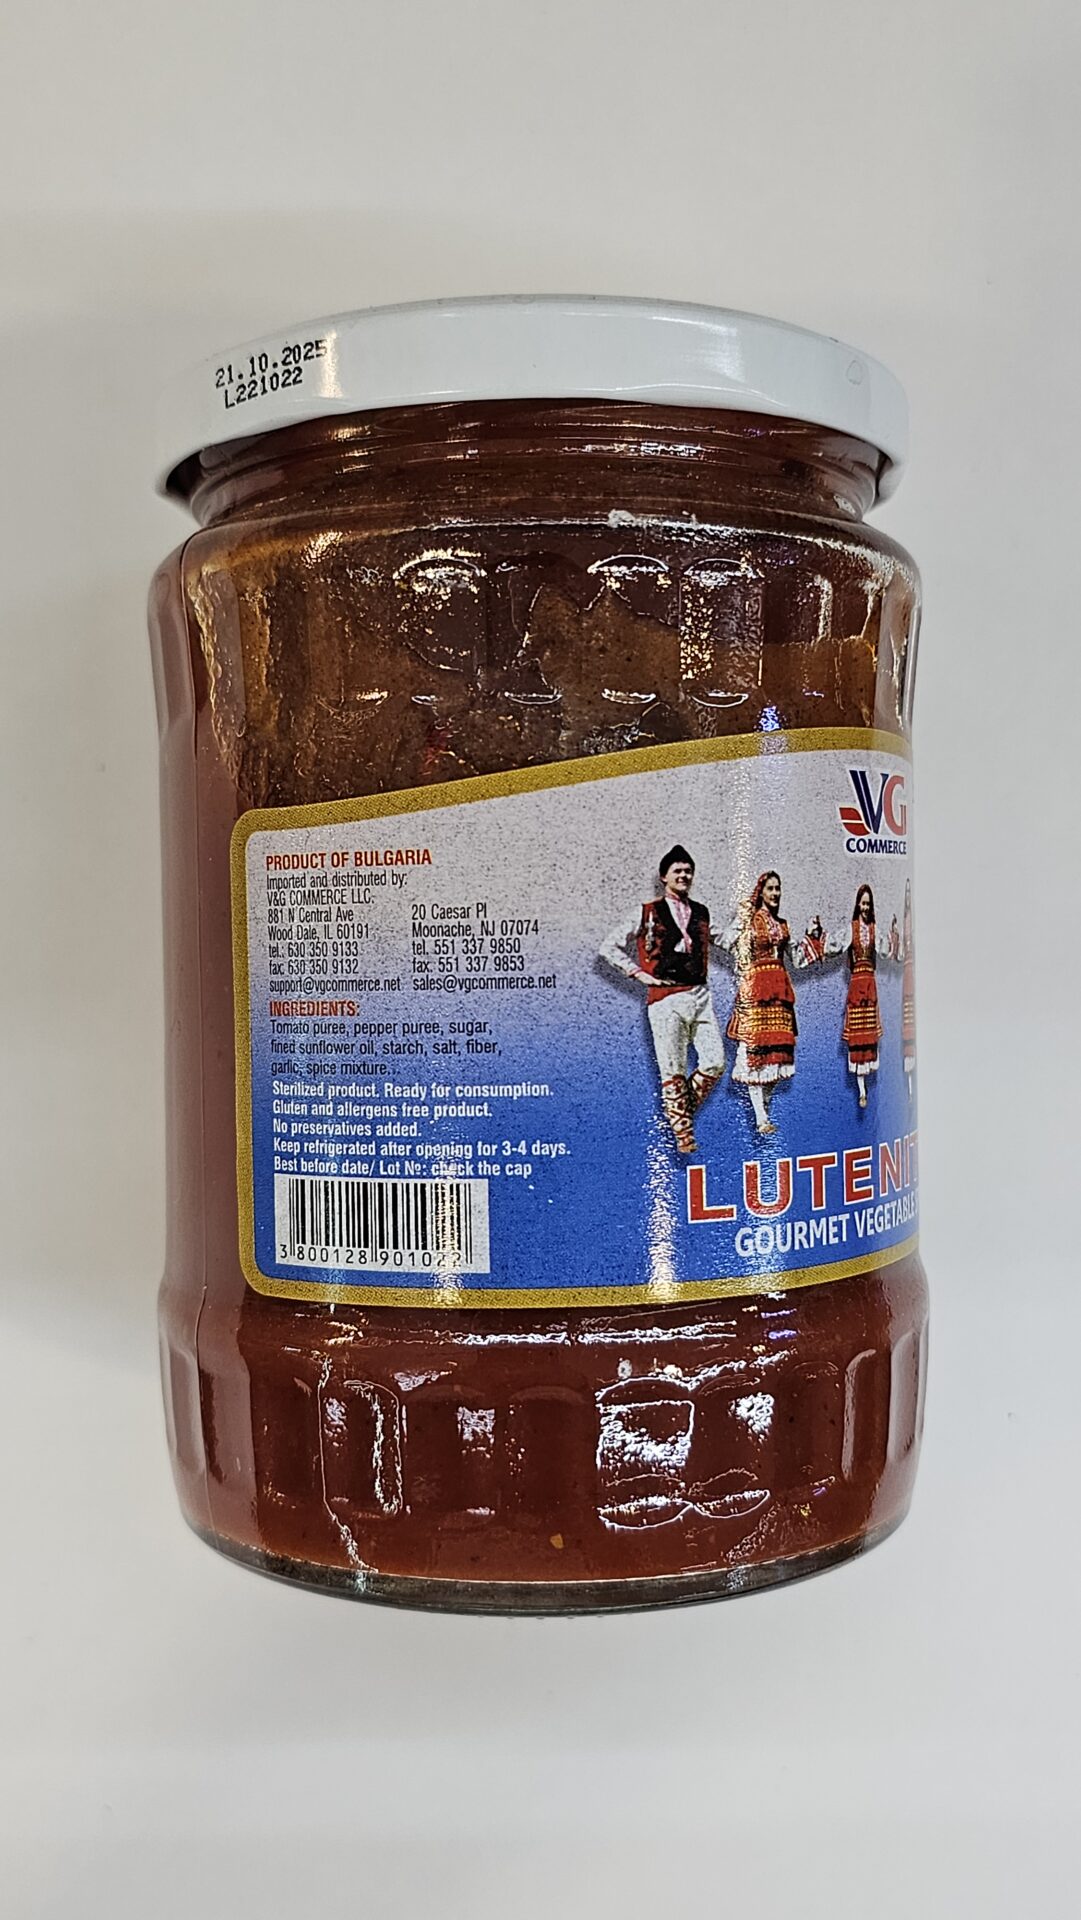 21.10.2025
L221022
VG
COMMERCE
PRODUCT OF BULGARIA
Imported and distributed by:
V&G COMMERCE LLC.
881 N Central Ave
Wood Dale, IL 60191
tel.: 630 350 9133
fax: 630 350 9132
support@vgcommerce.net
20 Caesar Pl
Moonache, NJ 07074
tel. 551 337 9850
fax. 551 337 9853
sales@vgcommerce.net
INGREDIENTS:
Tomato puree, pepper puree, sugar,
fined sunflower oil, starch, salt, fiber,
garlic, spice mixture...
Sterilized product. Ready for consumption.
Gluten and allergens free product.
No preservatives added.
Keep refrigerated after opening for 3-4 days.
Best before date/ Lot №: check the cap
3 800128 901022
LUTENIT
GOURMET VEGETABLE